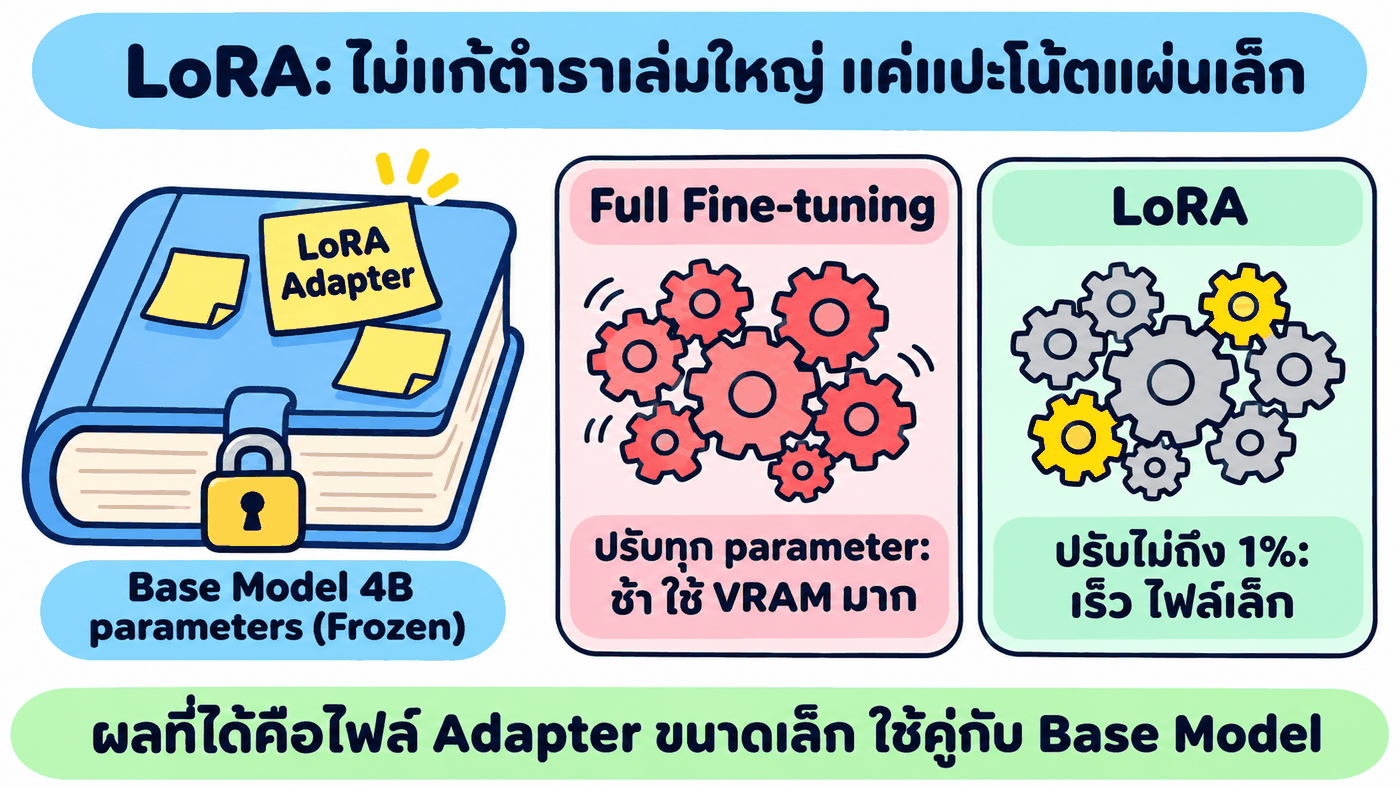 LoRA: ไม่แก้ตำราเล่มใหญ่ แค่แปะโน้ตแผ่นเล็ก
LoRA
Adapter
Base Model 4B
parameters (Frozen)
Full Fine-tuning
ปรับทุก parameter:
ช้า ใช้ VRAM มาก
LoRA
ปรับไม่ถึง 1%:
เร็ว ไฟล์เล็ก
ผลที่ได้คือไฟล์ Adapter ขนาดเล็ก ใช้คู่กับ Base Model